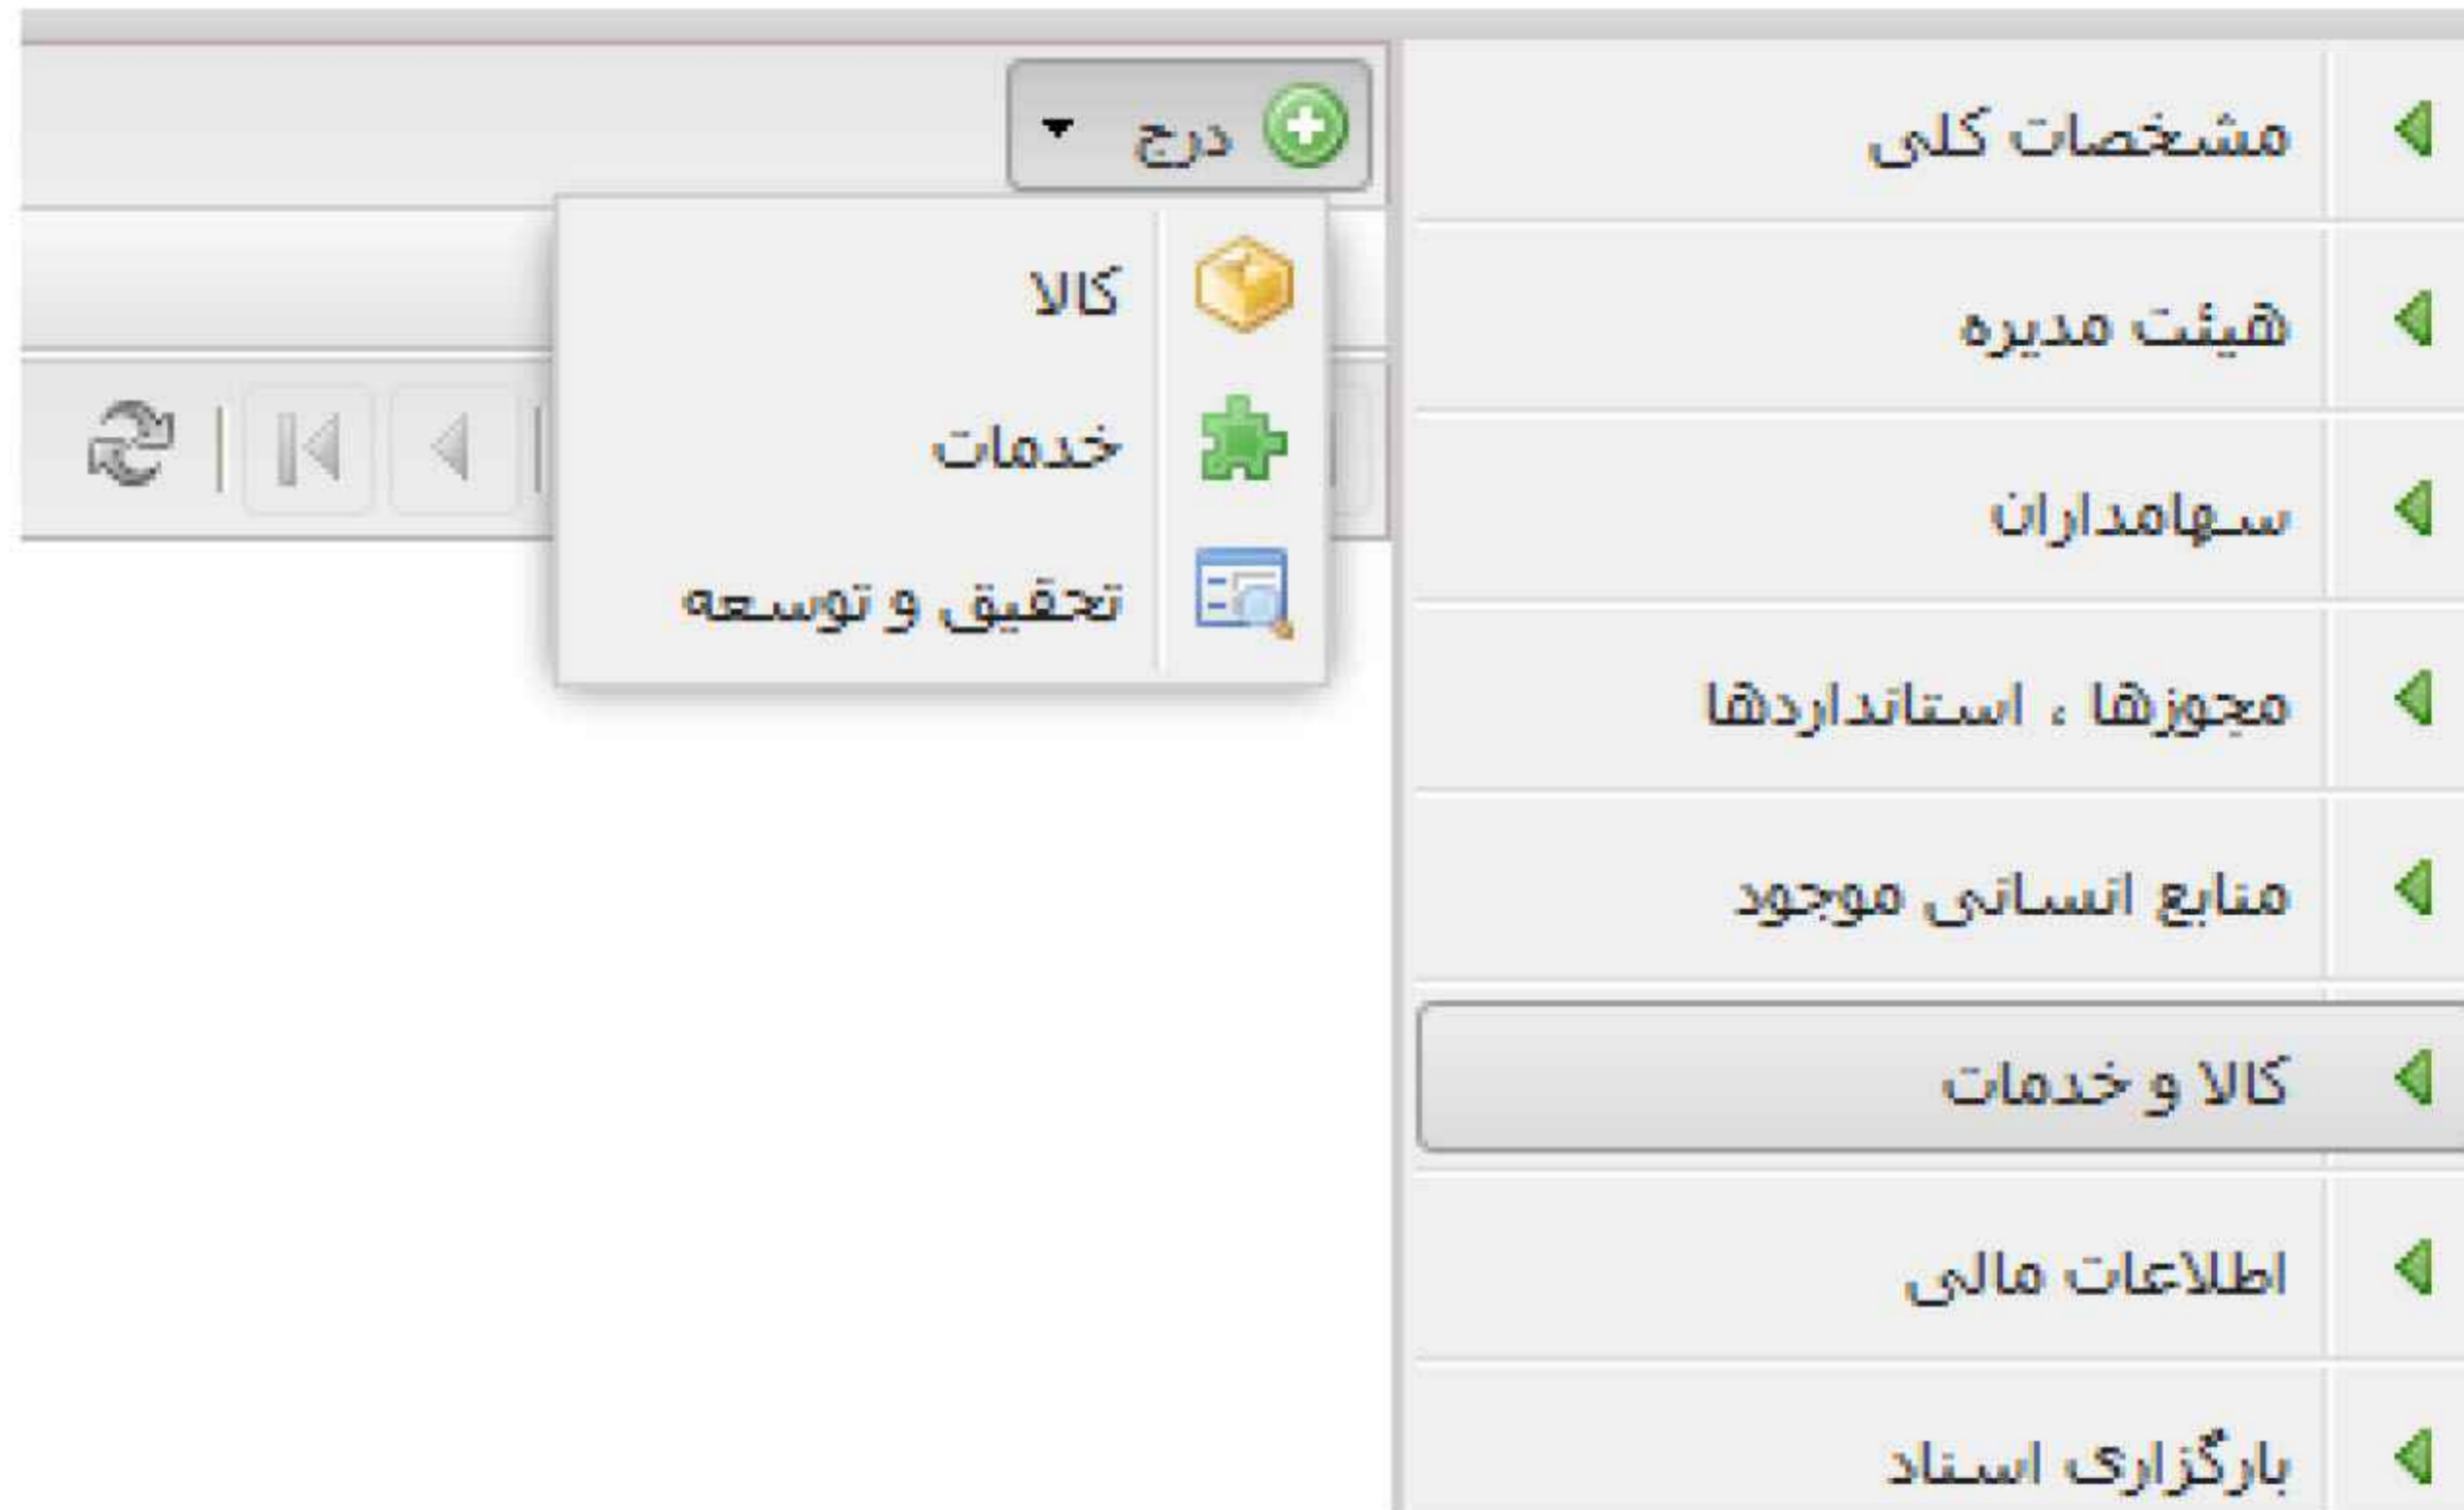 مشخصات کلی
هیئت مدیره
سهامداران
مجوزها ، استانداردها
منابع انسانی موجود
کالا و خدمات
اطلاعات مالی
بارگزاری اسناد
درج
کالا
خدمات
تحقیق و توسعه